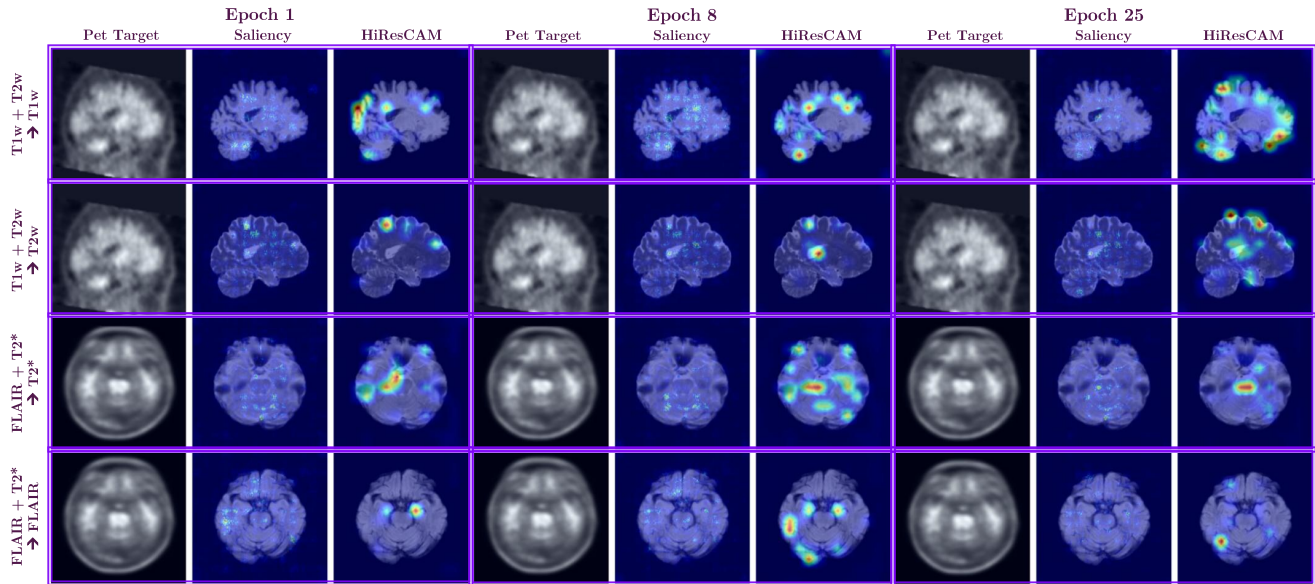 Epoch 1
Epoch 8
Epoch 25
Pet Target Saliency HiResCAM Pet Target Saliency HiResCAM Pet Target Saliency HiResCAM
T1w + T2w
→ T1w
T1w + T2w
→ T2w
FLAIR + T2*
→ T2*
FLAIR + T2*
→ FLAIR